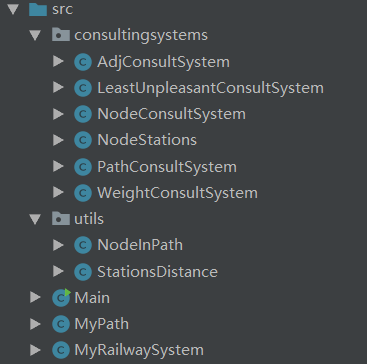 src
consultingsystems
AdjConsultSystem
LeastUnpleasantConsultSystem
NodeConsultSystem
NodeStations
PathConsultSystem
WeightConsultSystem
utils
NodeInPath
StationsDistance
Main
MyPath
MyRailwaySystem